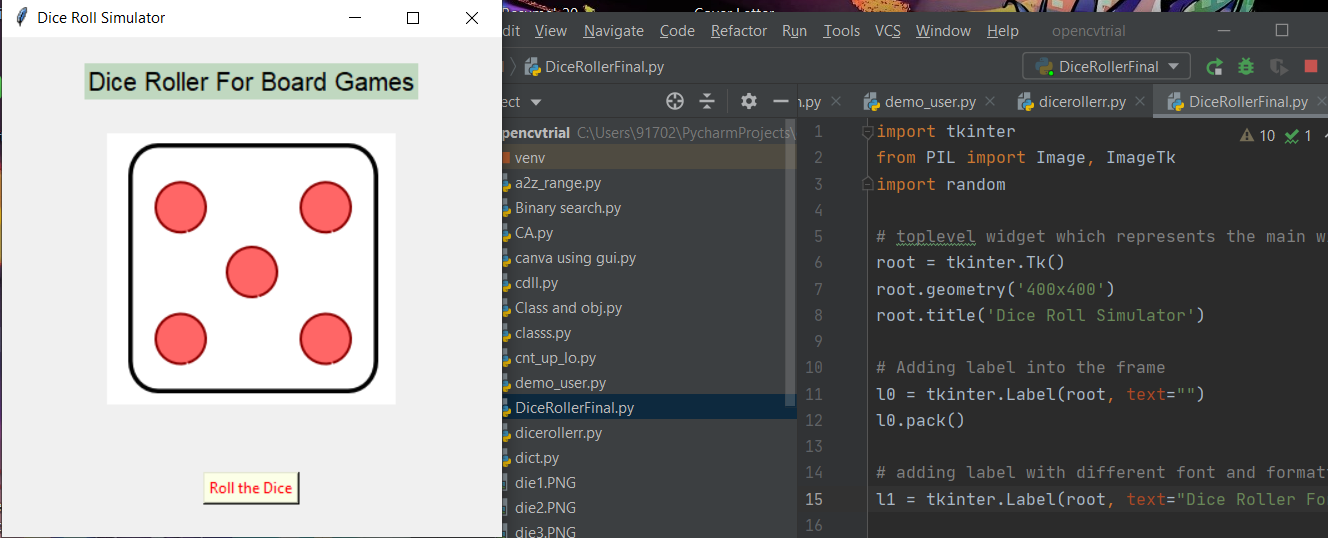 Dice Roll Simulator
Dice Roller For Board Games
Roll the Dice
Cover Letter
dit View Navigate Code Refactor Run Tools VCS Window Help opencvtrial
DiceRollerFinal.py DiceRollerFinal
ect n.py demo_user.py dicerollerr.py DiceRollerFinal.py
pencvtrial C:\Users\91702\PycharmProjects\
venv
a2z_range.py
Binary search.py
CA.py
canva using gui.py
cdll.py
Class and obj.py
classs.py
cnt_up_lo.py
demo_user.py
DiceRollerFinal.py
dicerollerr.py
dict.py
die1.PNG
die2.PNG
die3.PNG
10 1
1 import tkinter
2 from PIL import Image, ImageTk
3 import random
4
5 # toplevel widget which represents the main w
6 root = tkinter.Tk()
7 root.geometry('400x400')
8 root.title('Dice Roll Simulator')
9
10 # Adding label into the frame
11 l0 = tkinter.Label(root, text="")
12 l0.pack()
13
14 # adding label with different font and format
15 l1 = tkinter.Label(root, text="Dice Roller Fo
16